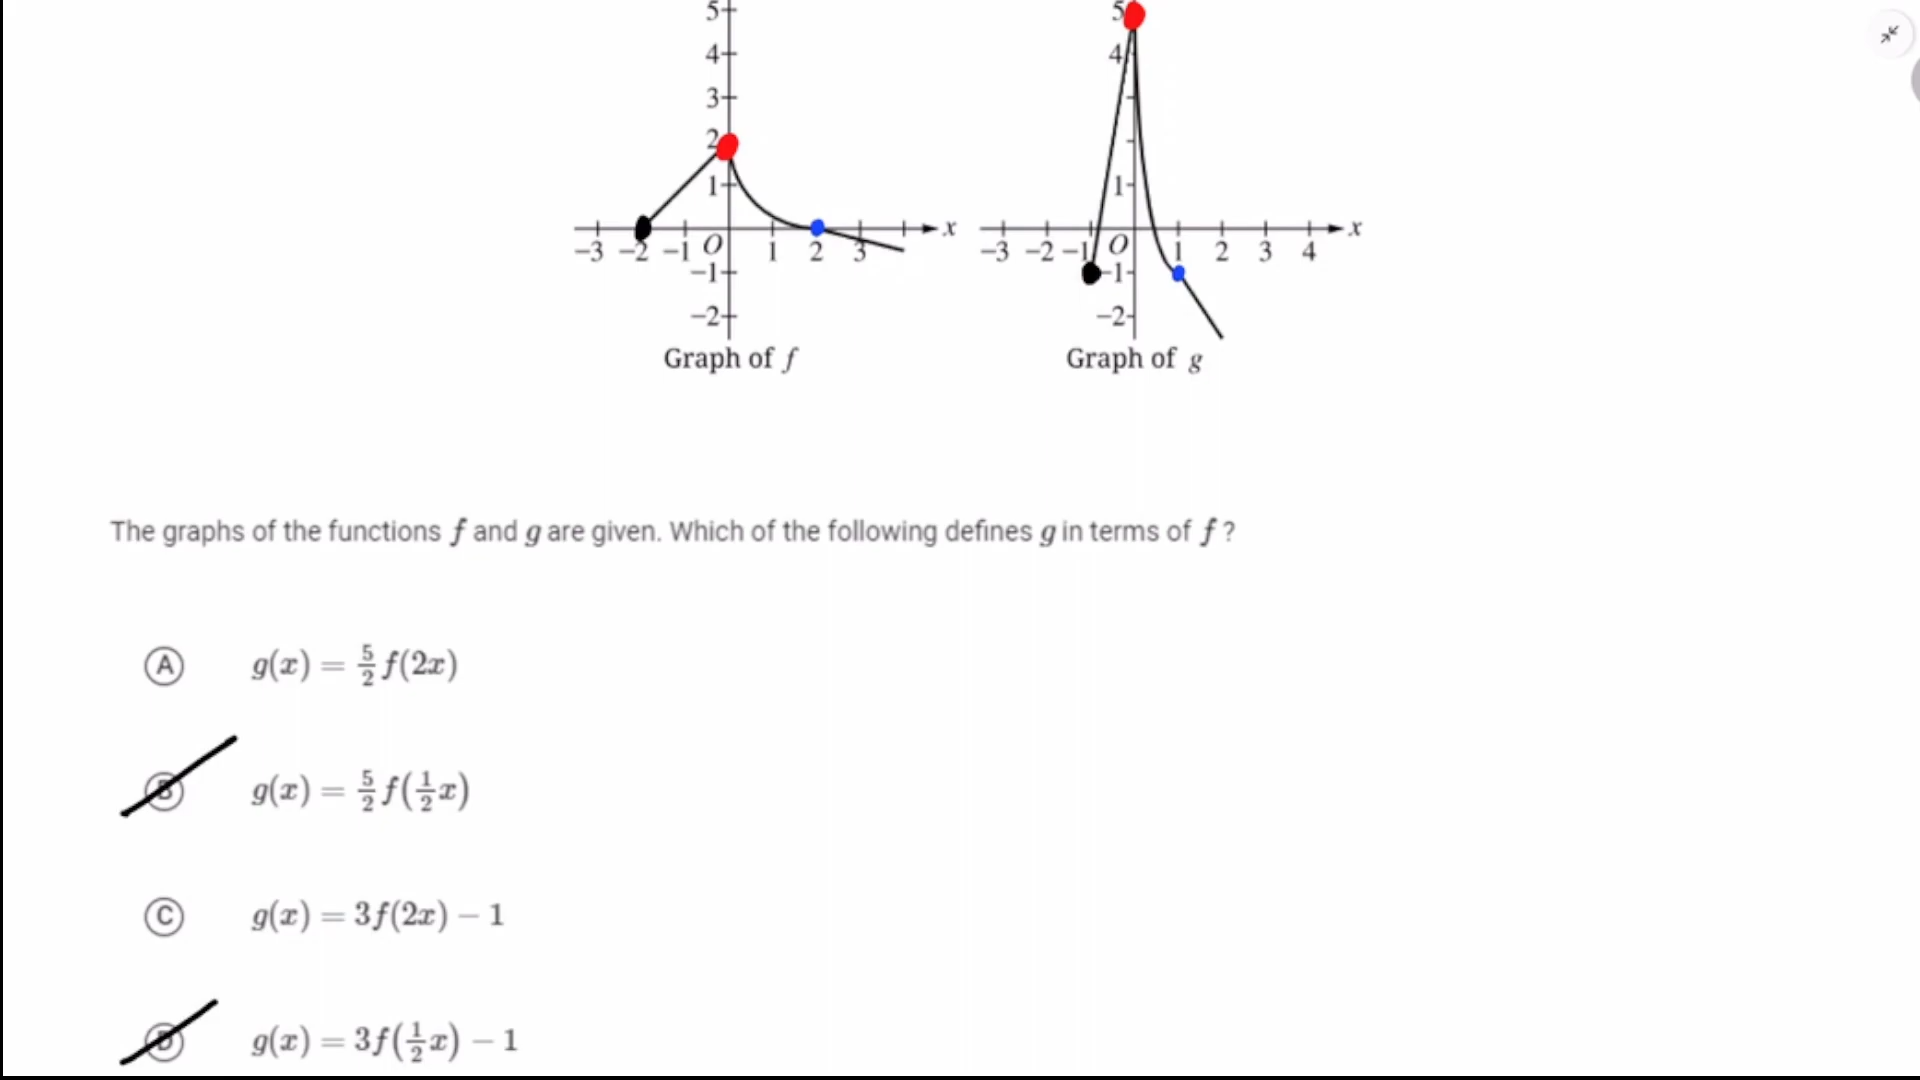 5 5
4 4
3
2
1 1
x x
−3 −2 −1 O 1 2 3 −3 −2 −1 O 1 2 3 4
−1 −1
−2 −2
Graph of f Graph of g
The graphs of the functions f and g are given. Which of the following defines g in terms of f ?
A g(x) = 5/2 f(2x)
B g(x) = 5/2 f(1/2 x)
C g(x) = 3f(2x) − 1
D g(x) = 3f(1/2 x) − 1